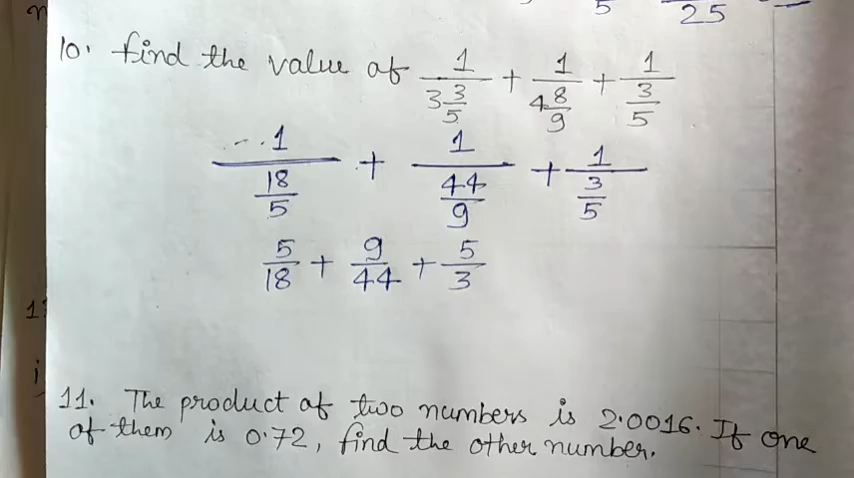 5 25
10. find the value of 1/(3 3/5) + 1/(4 8/9) + 1/(3/5)
1/(18/5) + 1/(44/9) + 1/(3/5)
5/18 + 9/44 + 5/3
11. The product of two numbers is 2.0016. If one
of them is 0.72, find the other number.